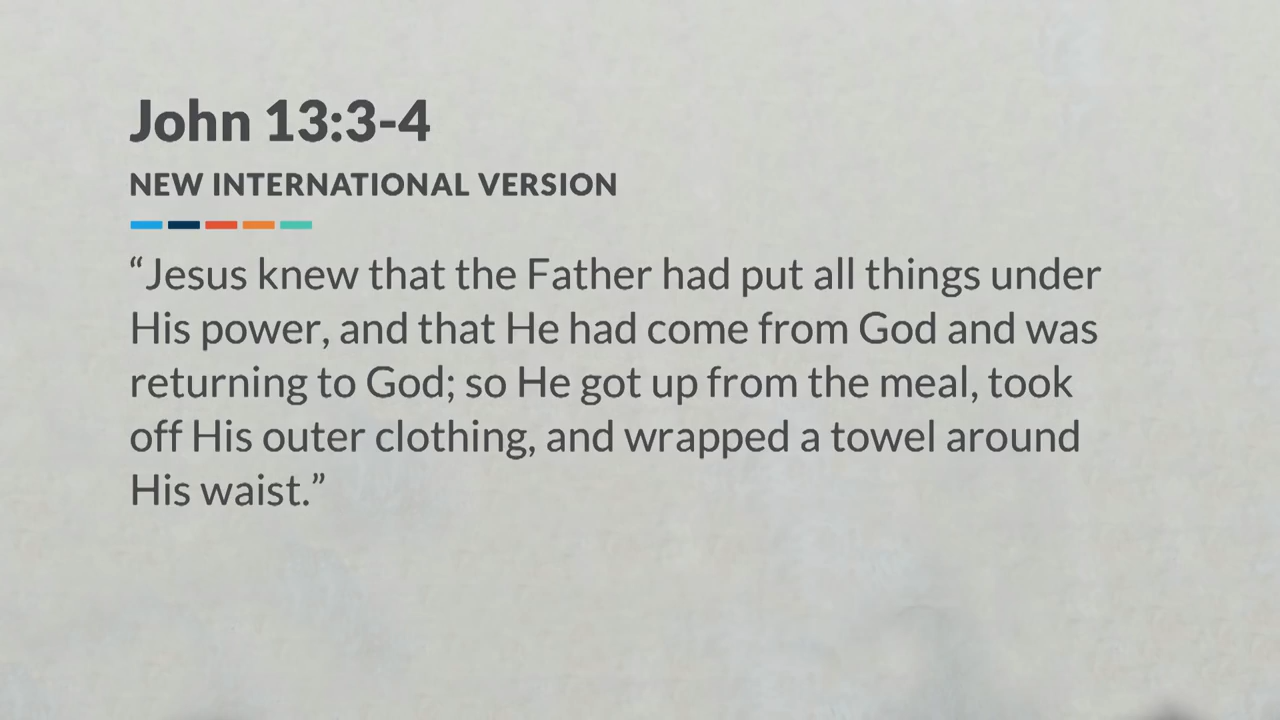 John 13:3-4
NEW INTERNATIONAL VERSION
“Jesus knew that the Father had put all things under
His power, and that He had come from God and was
returning to God; so He got up from the meal, took
off His outer clothing, and wrapped a towel around
His waist.”